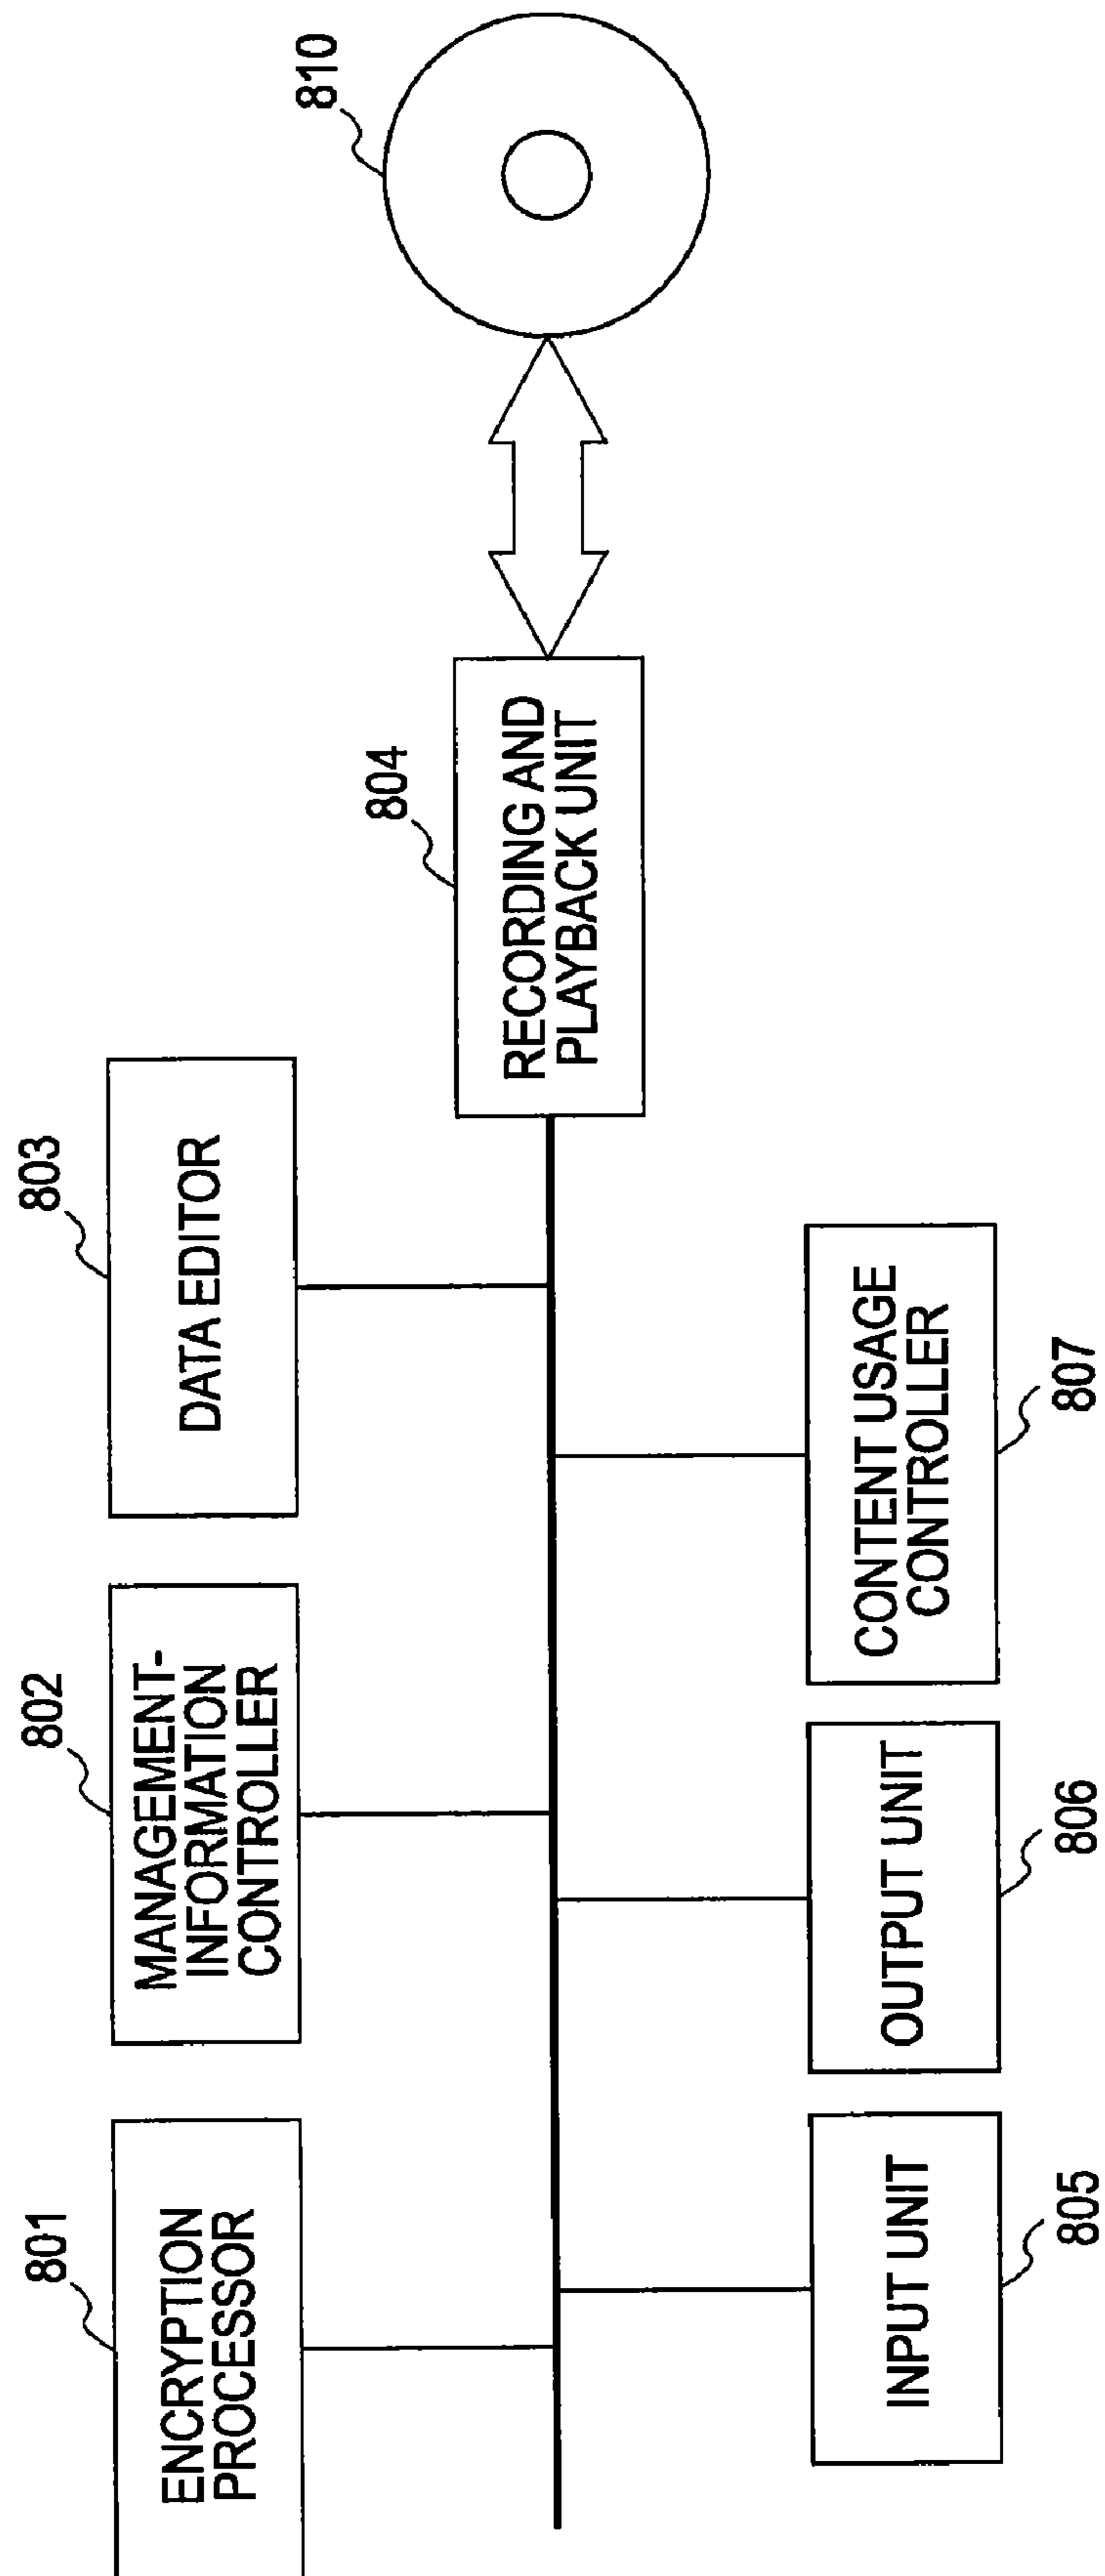 801
ENCRYPTION
PROCESSOR
802
MANAGEMENT-
INFORMATION
CONTROLLER
803
DATA EDITOR
804
RECORDING AND
PLAYBACK UNIT
810
INPUT UNIT
805
OUTPUT UNIT
806
CONTENT USAGE
CONTROLLER
807